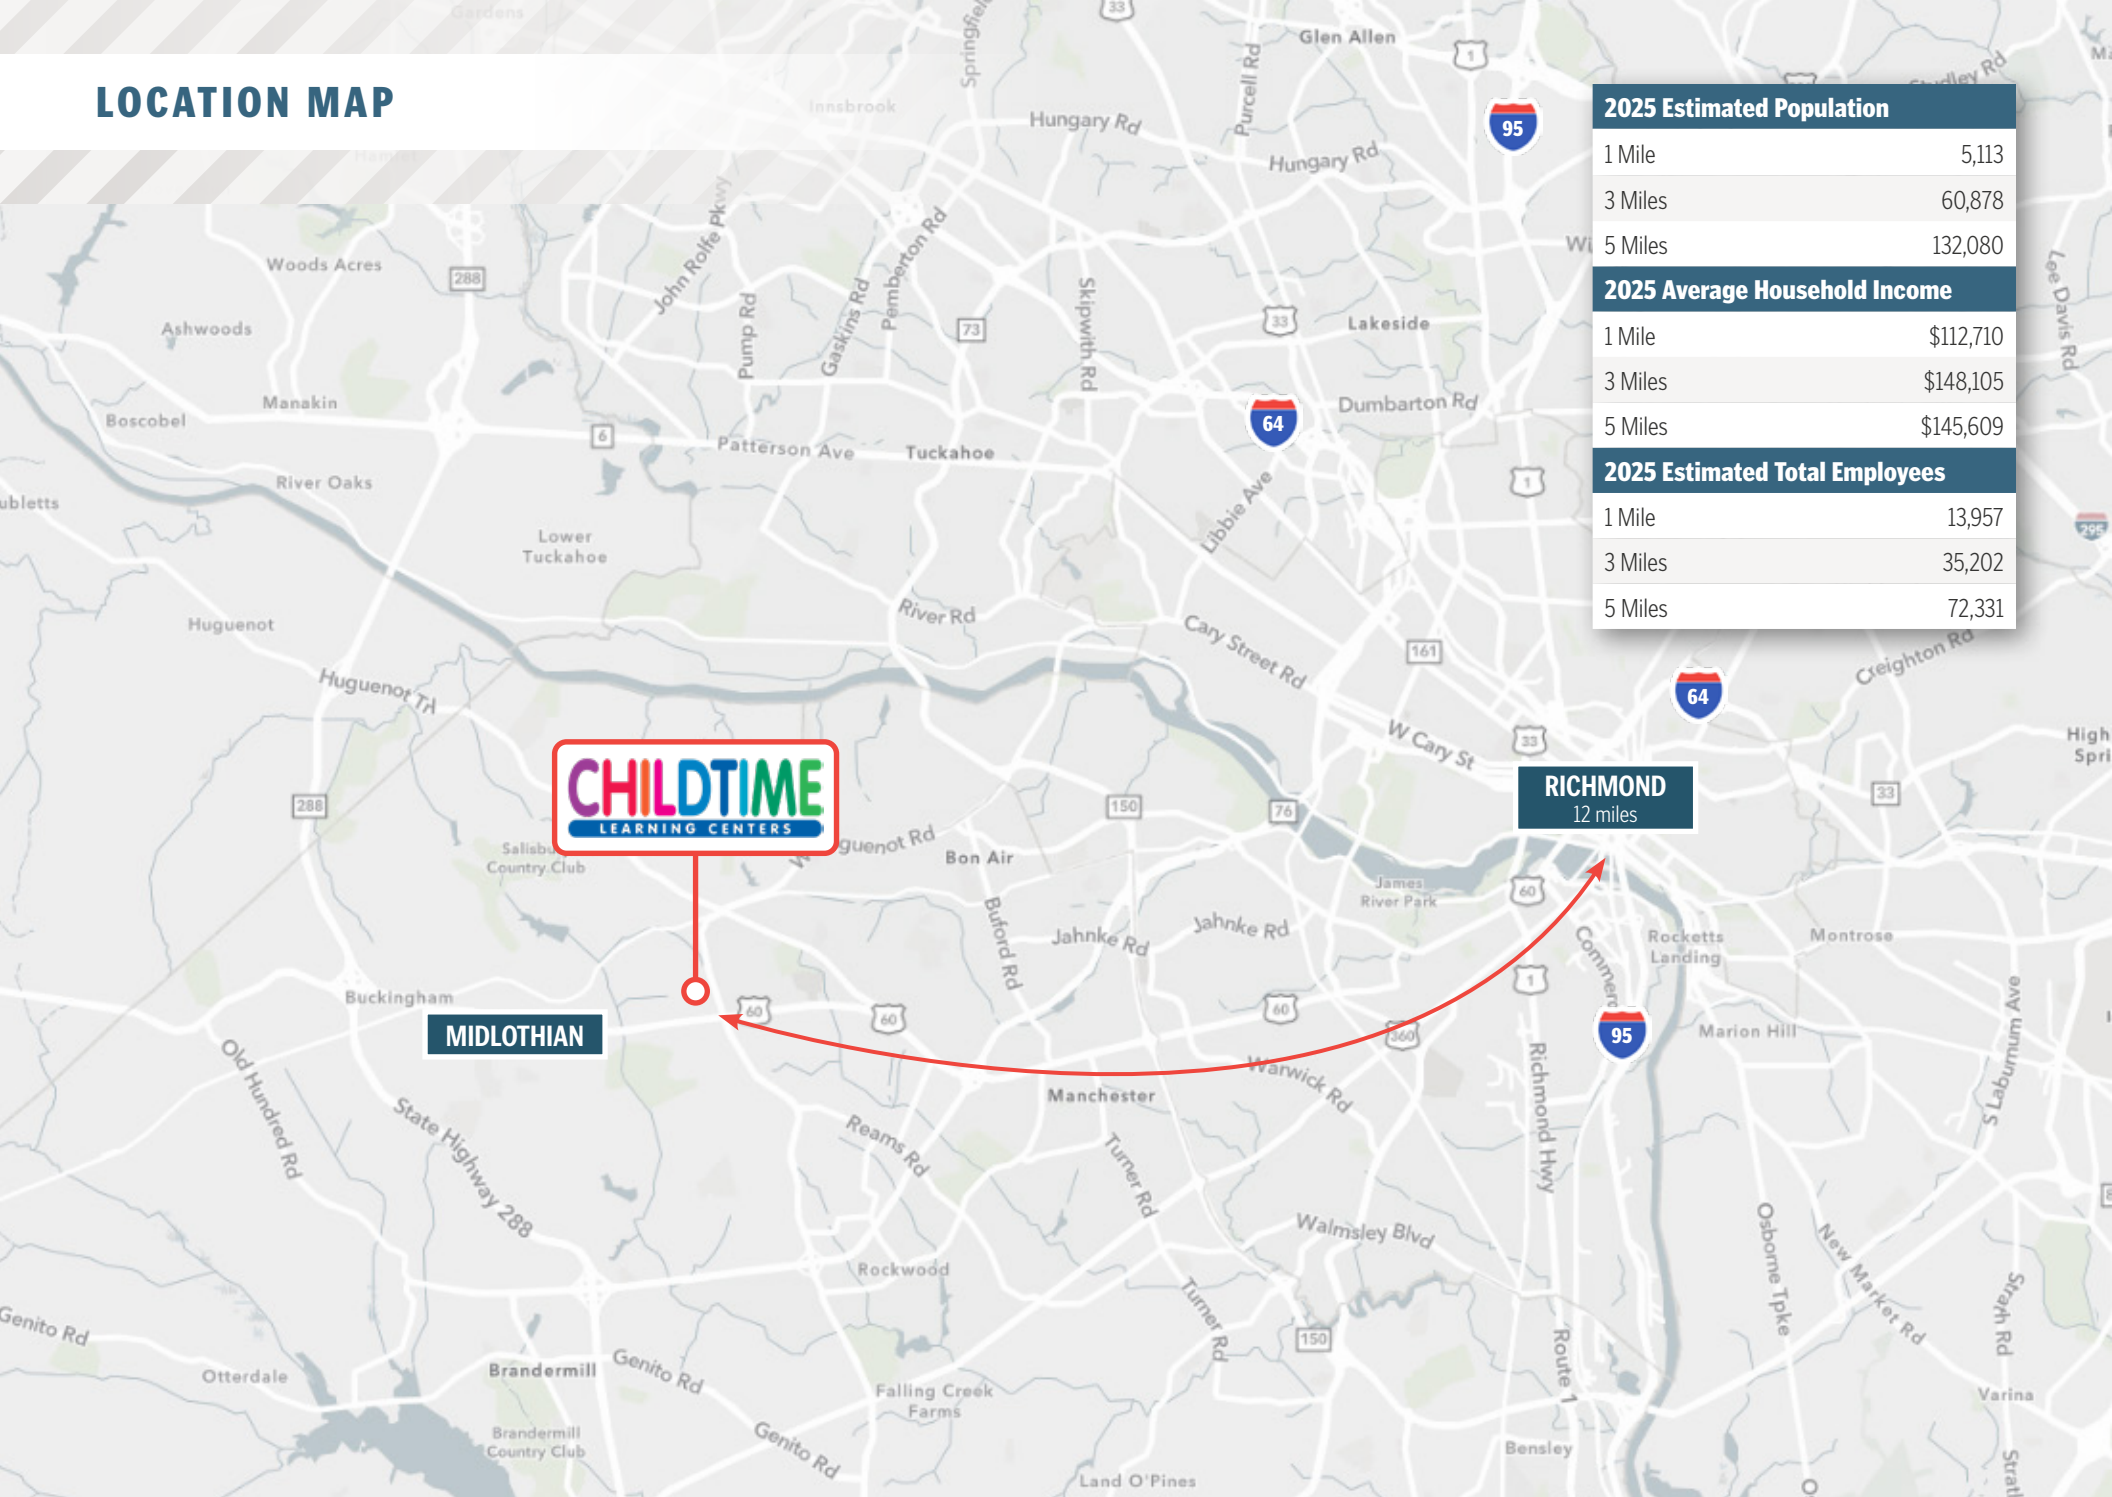 LOCATION MAP
2025 Estimated Population
1 Mile 5,113
3 Miles 60,878
5 Miles 132,080
2025 Average Household Income
1 Mile $112,710
3 Miles $148,105
5 Miles $145,609
2025 Estimated Total Employees
1 Mile 13,957
3 Miles 35,202
5 Miles 72,331
Gardens
33
Glen Allen
1
Purcell Rd
Innsbrook
Hungary Rd
95
Hungary Rd
John Rolfe Pkwy
Pemberton Rd
Woods Acres
288
Pump Rd
Gaskins Rd
Skipwith Rd
73
33
Lakeside
Lee Davis Rd
Ashwoods
Manakin
Boscobel
6
Patterson Ave
Tuckahoe
64
Dumbarton Rd
River Oaks
1
Libbie Ave
295
Lower
Tuckahoe
Huguenot
River Rd
Cary Street Rd
161
Creighton Rd
Huguenot Trl
64
W Cary St
33
High
CHILDTIME
LEARNING CENTERS
RICHMOND
12 miles
288
150
76
33
guenot Rd
Bon Air
Country Club
James
River Park
60
Buford Rd
Jahnke Rd
Jahnke Rd
Rocketts
Landing
Montrose
1
Buckingham
60
60
60
360
95
Marion Hill
S Laburnum Ave
MIDLOTHIAN
Old Hundred Rd
State Highway 288
Manchester
Warwick Rd
Richmond Hwy
Reams Rd
Turner Rd
Walmsley Blvd
Osborne Tpke
New Market Rd
Strath Rd
Rockwood
Turner Rd
150
Route 1
Genito Rd
Otterdale
Brandermill
Genito Rd
Falling Creek
Farms
Varina
Brandermill
Country Club
Genito Rd
Bensley
Land O'Pines